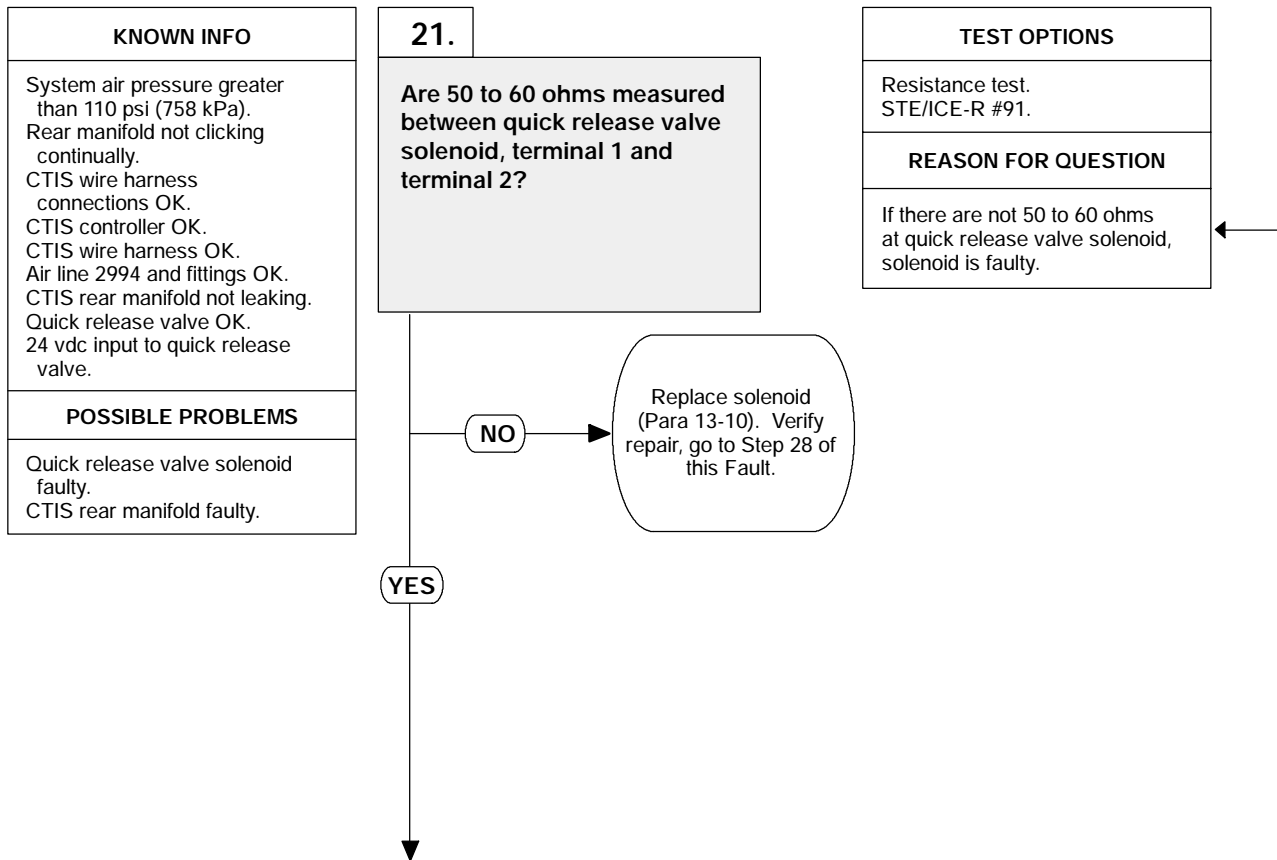 KNOWN INFO
System air pressure greater
than 110 psi (758 kPa).
Rear manifold not clicking
continually.
CTIS wire harness
connections OK.
CTIS controller OK.
CTIS wire harness OK.
Air line 2994 and fittings OK.
CTIS rear manifold not leaking.
Quick release valve OK.
24 vdc input to quick release
valve.
POSSIBLE PROBLEMS
Quick release valve solenoid
faulty.
CTIS rear manifold faulty.
21.
Are 50 to 60 ohms measured
between quick release valve
solenoid, terminal 1 and
terminal 2?
TEST OPTIONS
Resistance test.
STE/ICE-R #91.
REASON FOR QUESTION
If there are not 50 to 60 ohms
at quick release valve solenoid,
solenoid is faulty.
NO
Replace solenoid
(Para 13-10). Verify
repair, go to Step 28 of
this Fault.
YES